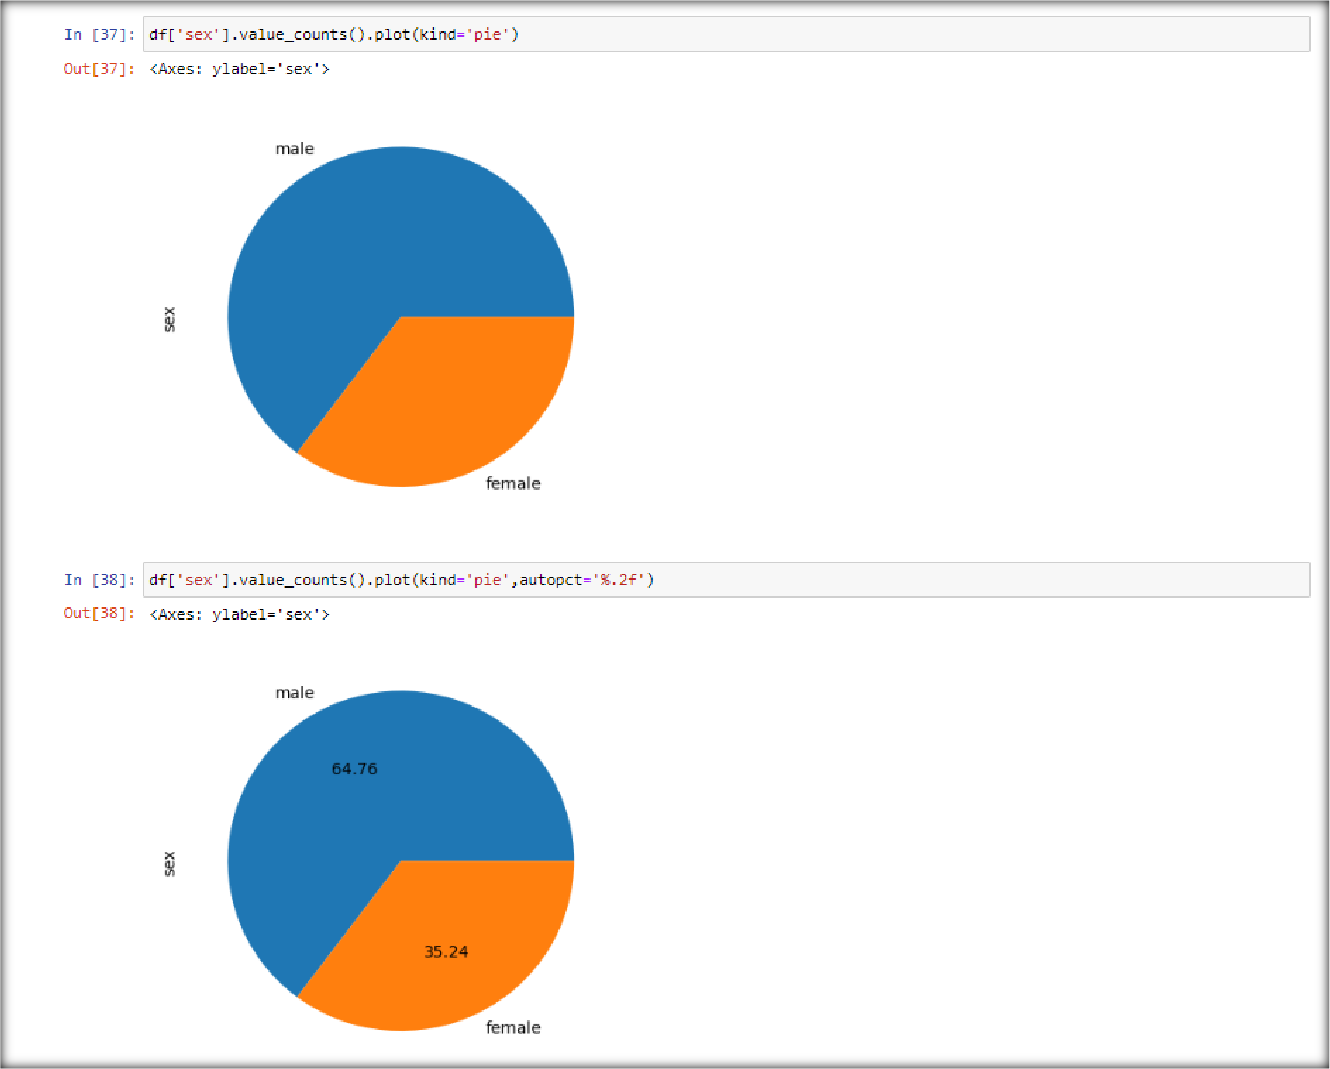 In [37]: df['sex'].value_counts().plot(kind='pie')
Out[37]: <Axes: ylabel='sex'>
male
sex
female
In [38]: df['sex'].value_counts().plot(kind='pie',autopct='%.2f')
Out[38]: <Axes: ylabel='sex'>
male
64.76
sex
35.24
female